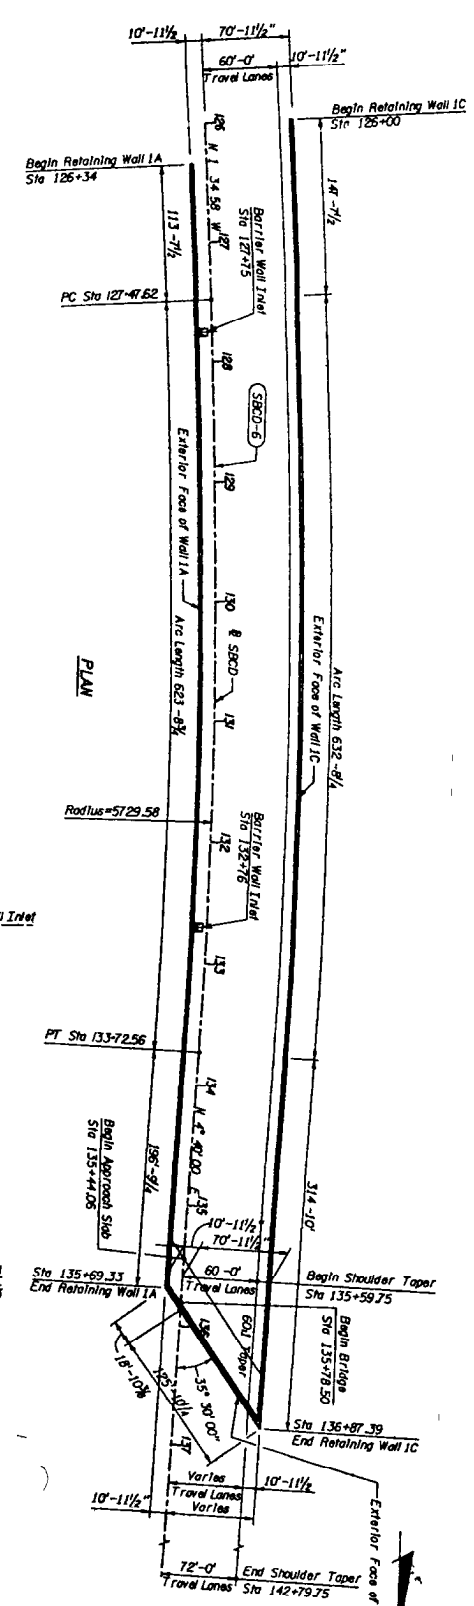 10'-11½
70'-11½"
60'-0'
10'-11½"
Travel Lanes
126
Begin Retaining Wall 1C
Sta 126+00
Begin Retaining Wall 1A
Sta 126+34
N 1 34 58 W
113 -7½
147 -7½
127
Barrier Wall Inlet
Sta 127+75
PC Sta 127+47.62
128
SBCD-6
129
Exterior Face of Wall 1A
130
Arc Length 623 -8¾
℄ SBCD
Exterior Face of Wall 1C
Arc Length 632 -8¼
PLAN
131
Radius=5729.58
132
Barrier Wall Inlet
Sta 132+76
Inlet
133
PT Sta 133+72.56
134
N 4° 40' 00 E
Begin Approach Slab
Sta 135+44.06
196'-9¼
314 -10'
135
10'-11½
70'-11½"
60 -0'
Travel Lanes
Sta 135+69.33
End Retaining Wall 1A
Begin Shoulder Taper
Sta 135+59.75
136
60:1 Taper
Begin Bridge
Sta 135+78.50
18'-10⅜
125'-10¼
35° 30' 00"
137
Sta 136+87.39
End Retaining Wall 1C
Varies
Travel Lanes
Varies
10'-11½"
10'-11½"
Exterior Face of
72'-0'
Travel Lanes
End Shoulder Taper
Sta 142+79.75